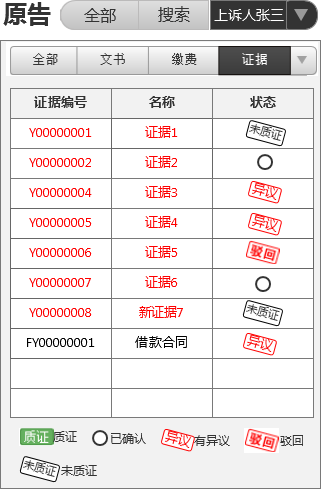 原告 全部 搜索 上诉人张三
全部 文书 缴费 证据
证据编号 名称 状态
Y00000001 证据1 未质证
Y00000002 证据2
Y00000004 证据3 异议
Y00000005 证据4 异议
Y00000006 证据5 驳回
Y00000007 证据6
Y00000008 新证据7 未质证
FY00000001 借款合同 异议
质证 质证 已确认 异议 有异议 驳回 驳回
未质证 未质证